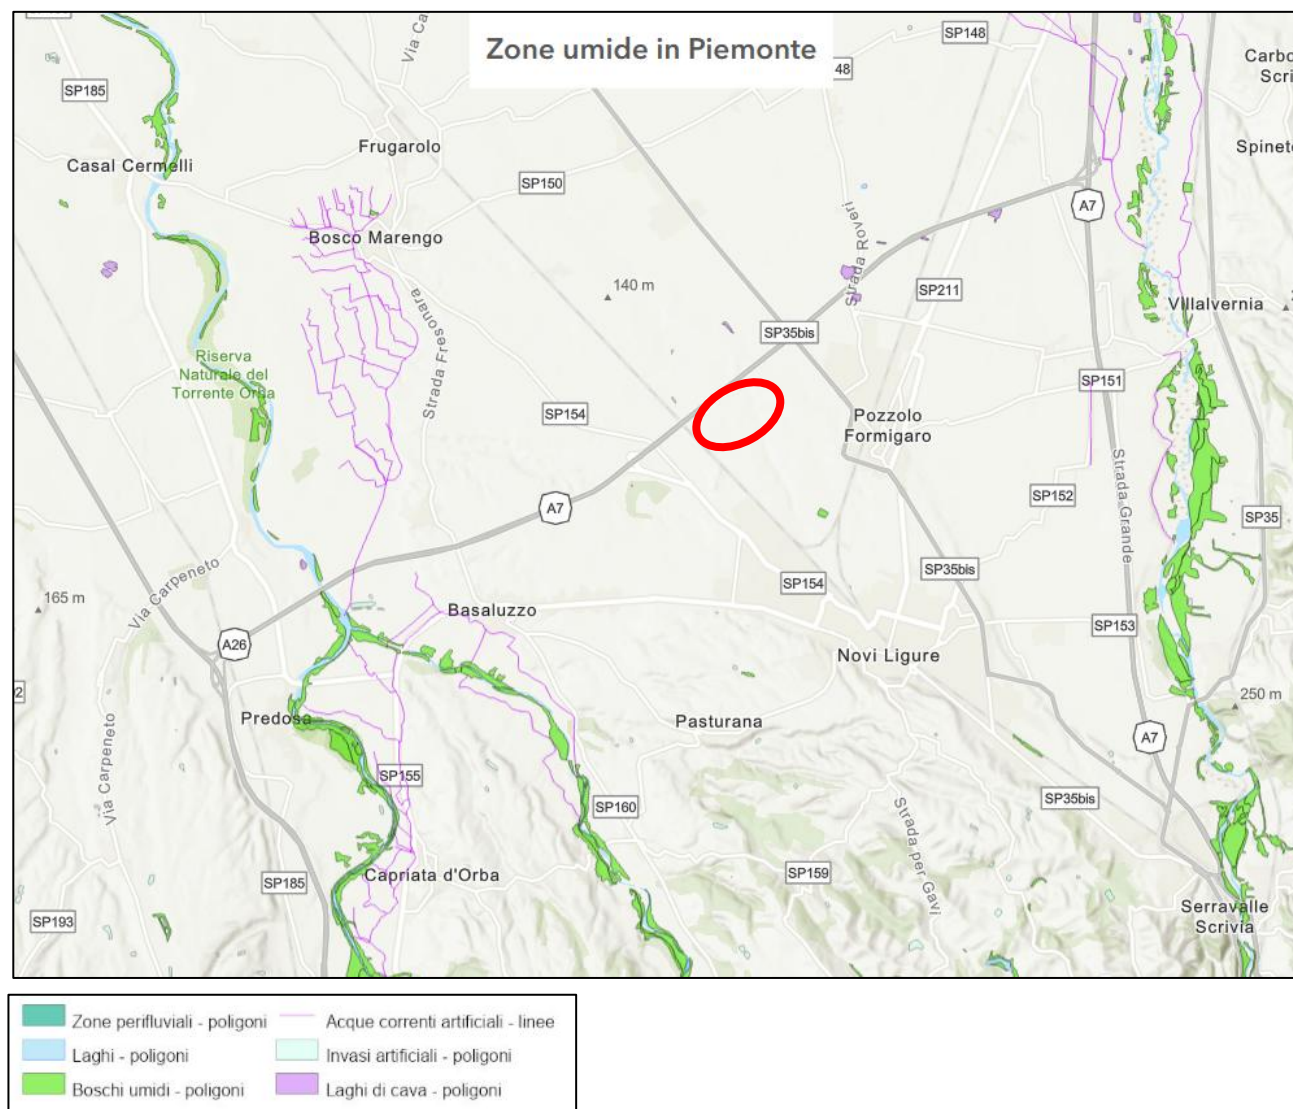 Zone umide in Piemonte
SP148
48
Carbo
Scri
Via Ca
SP185
Frugarolo
Casal Cermelli
Spineto
SP150
A7
Strada Roveri
Bosco Marengo
140 m
SP211
Villalvernia
SP35bis
Strada Fresonara
Riserva
Naturale del
Torrente Orba
SP151
SP154
Pozzolo
Formigaro
Strada Grande
SP152
A7
SP35
Via Carpeneto
SP35bis
SP154
165 m
Basaluzzo
SP153
A26
Novi Ligure
02
250 m
Predosa
Pasturana
A7
Via Carpeneto
SP155
SP35bis
SP160
Strada per Gavi
Capriata d'Orba
SP159
SP185
SP193
Serravalle
Scrivia
Zone perifluviali - poligoni
Acque correnti artificiali - linee
Laghi - poligoni
Invasi artificiali - poligoni
Boschi umidi - poligoni
Laghi di cava - poligoni